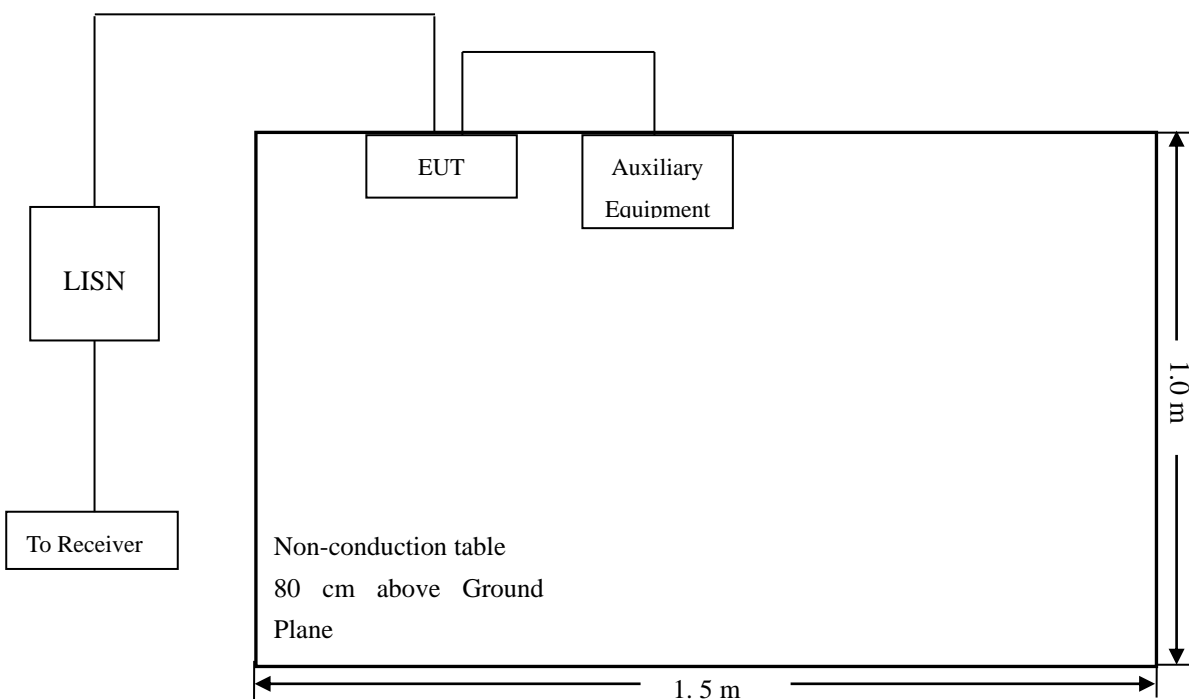 EUT
Auxiliary
Equipment
LISN
1.0 m
To Receiver
Non-conduction table
80 cm above Ground
Plane
1. 5 m